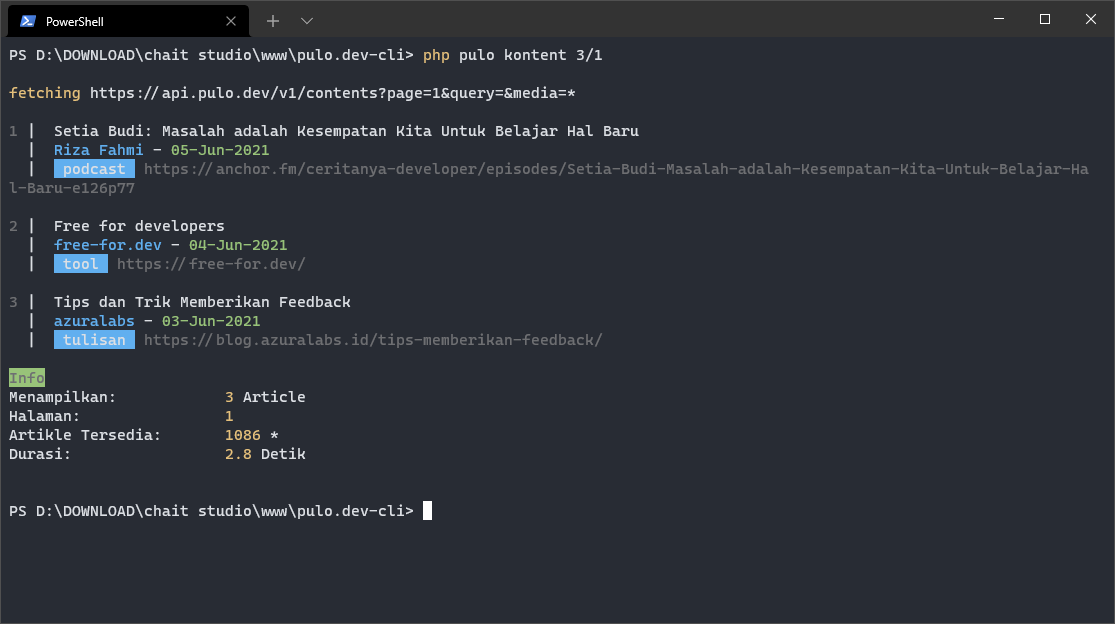 PowerShell
PS D:\DOWNLOAD\chait studio\www\pulo.dev-cli> php pulo kontent 3/1
fetching https://api.pulo.dev/v1/contents?page=1&query=&media=*
1 | Setia Budi: Masalah adalah Kesempatan Kita Untuk Belajar Hal Baru
| Riza Fahmi - 05-Jun-2021
| podcast https://anchor.fm/ceritanya-developer/episodes/Setia-Budi-Masalah-adalah-Kesempatan-Kita-Untuk-Belajar-Ha
l-Baru-e126p77
2 | Free for developers
| free-for.dev - 04-Jun-2021
| tool https://free-for.dev/
3 | Tips dan Trik Memberikan Feedback
| azuralabs - 03-Jun-2021
| tulisan https://blog.azuralabs.id/tips-memberikan-feedback/
Info
Menampilkan: 3 Article
Halaman: 1
Artikle Tersedia: 1086 *
Durasi: 2.8 Detik
PS D:\DOWNLOAD\chait studio\www\pulo.dev-cli>